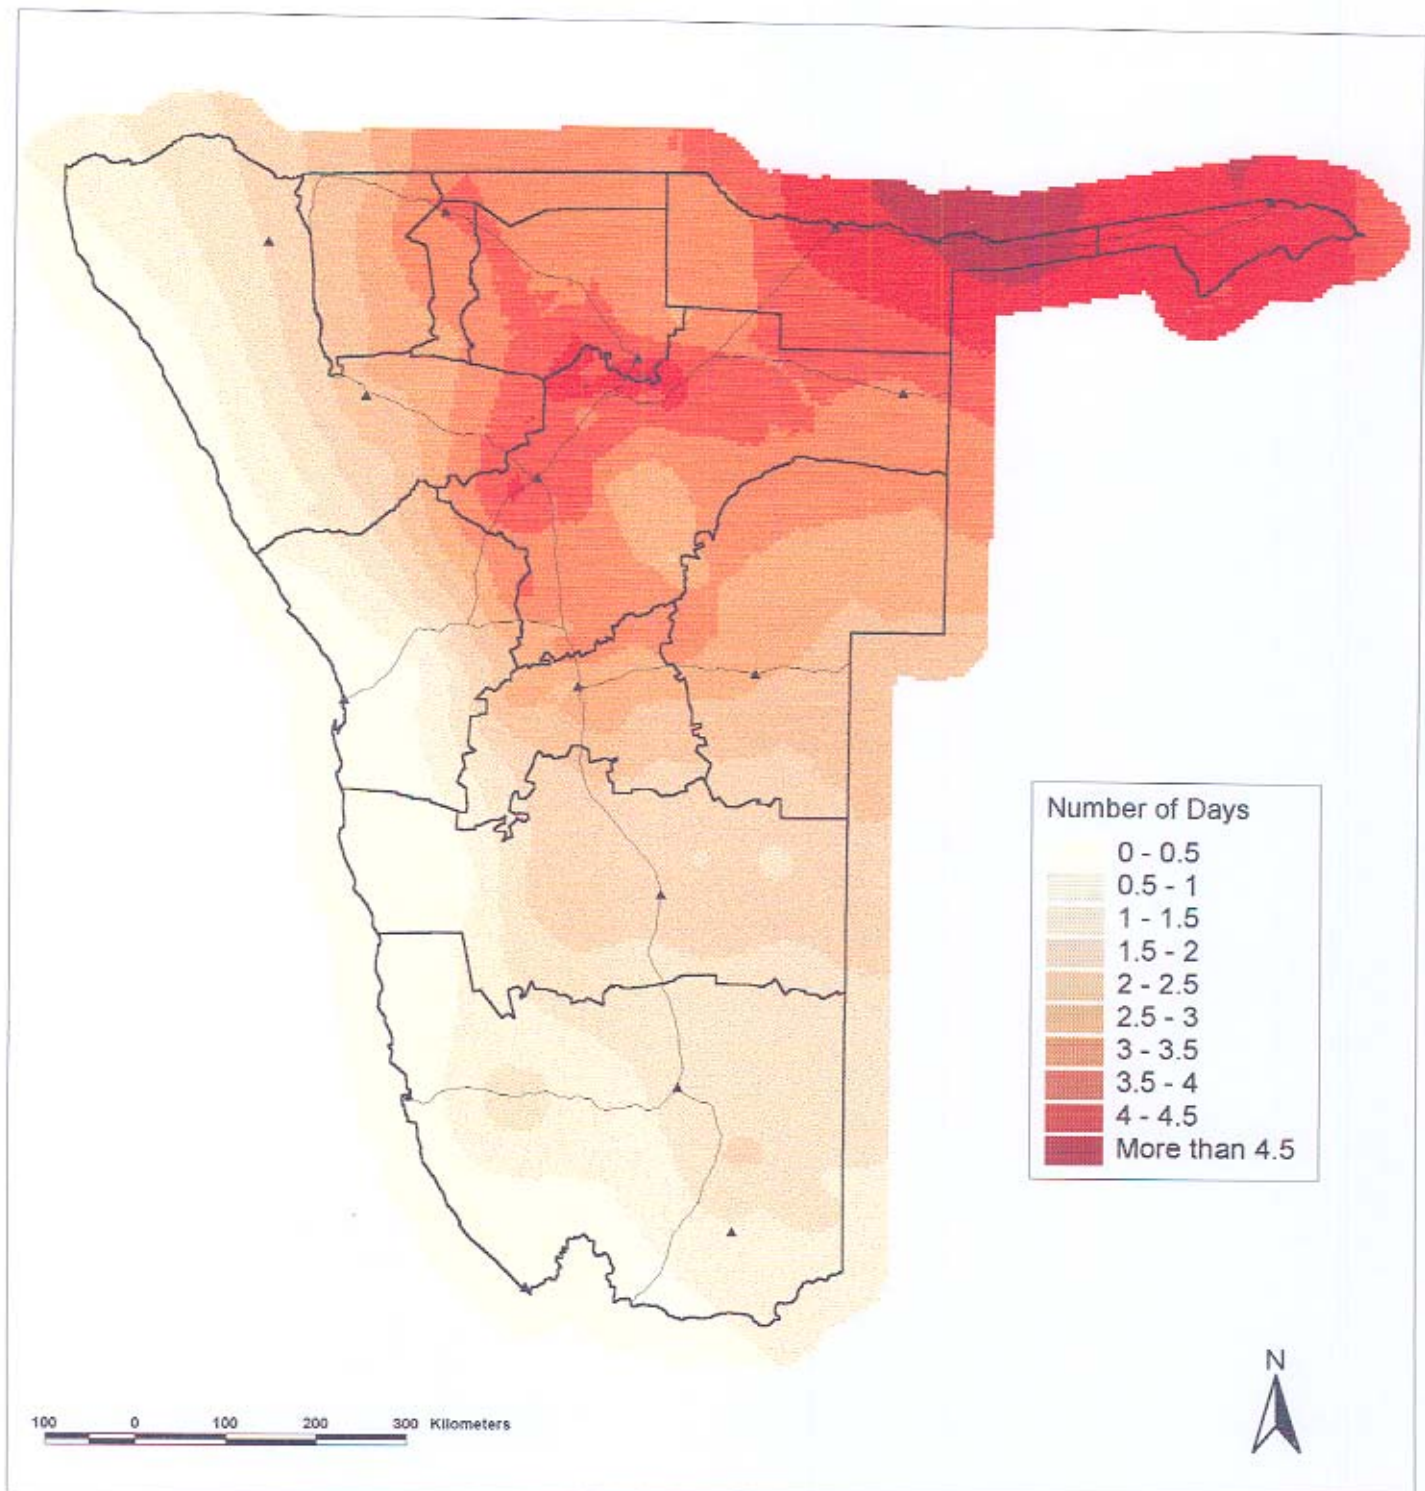 Number of Days
0 - 0.5
0.5 - 1
1 - 1.5
1.5 - 2
2 - 2.5
2.5 - 3
3 - 3.5
3.5 - 4
4 - 4.5
More than 4.5
N
100 0 100 200 300 Kilometers